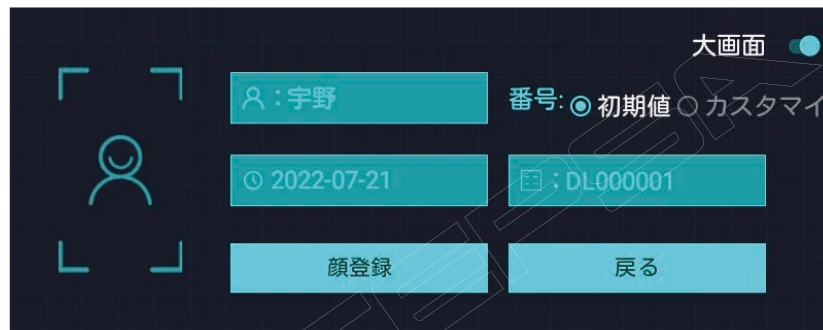 大画面
：宇野
番号: 初期値 カスタマイ
2022-07-21
：DL000001
顔登録
戻る